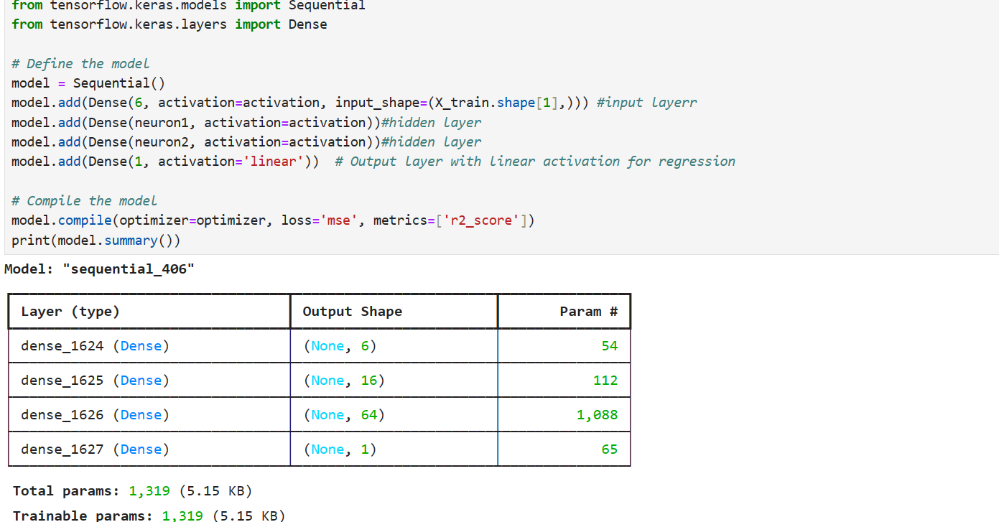 from tensorflow.keras.models import Sequential
from tensorflow.keras.layers import Dense
# Define the model
model = Sequential()
model.add(Dense(6, activation=activation, input_shape=(X_train.shape[1],))) #input layerr
model.add(Dense(neuron1, activation=activation))#hidden layer
model.add(Dense(neuron2, activation=activation))#hidden layer
model.add(Dense(1, activation='linear'))  # Output layer with linear activation for regression
# Compile the model
model.compile(optimizer=optimizer, loss='mse', metrics=['r2_score'])
print(model.summary())
Model: "sequential_406"
Layer (type) Output Shape Param #
dense_1624 (Dense) (None, 6) 54
dense_1625 (Dense) (None, 16) 112
dense_1626 (Dense) (None, 64) 1,088
dense_1627 (Dense) (None, 1) 65
Total params: 1,319 (5.15 KB)
Trainable params: 1,319 (5.15 KB)